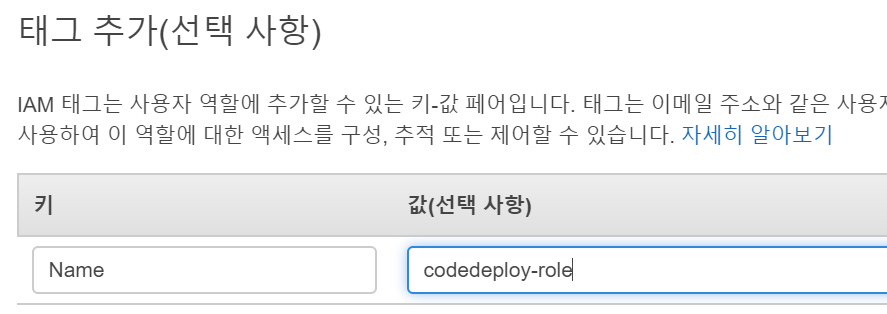 태그 추가(선택 사항)
IAM 태그는 사용자 역할에 추가할 수 있는 키-값 페어입니다. 태그는 이메일 주소와 같은 사용자
사용하여 이 역할에 대한 액세스를 구성, 추적 또는 제어할 수 있습니다. 자세히 알아보기
키 값(선택 사항)
Name codedeploy-role